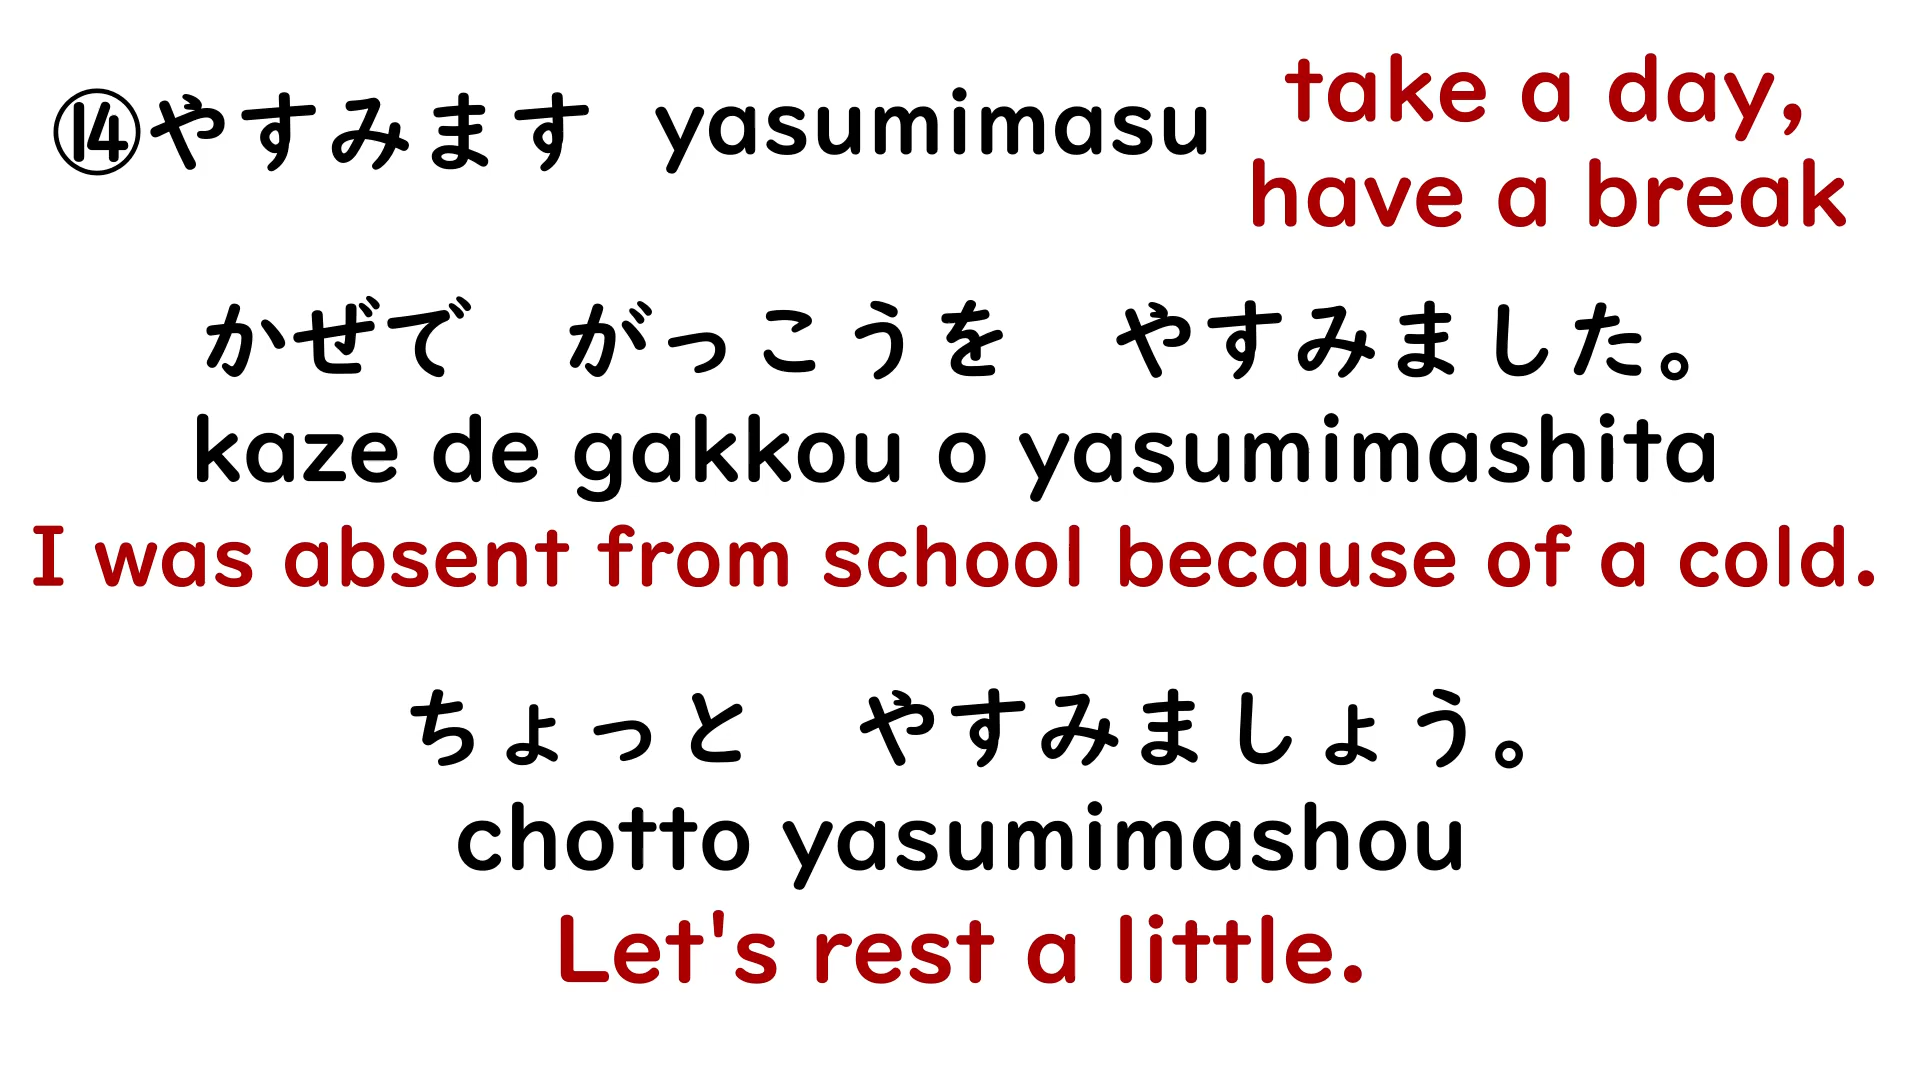 ⑭やすみます yasumimasu take a day,
have a break
かぜで　がっこうを　やすみました。
kaze de gakkou o yasumimashita
I was absent from school because of a cold.
ちょっと　やすみましょう。
chotto yasumimashou
Let's rest a little.